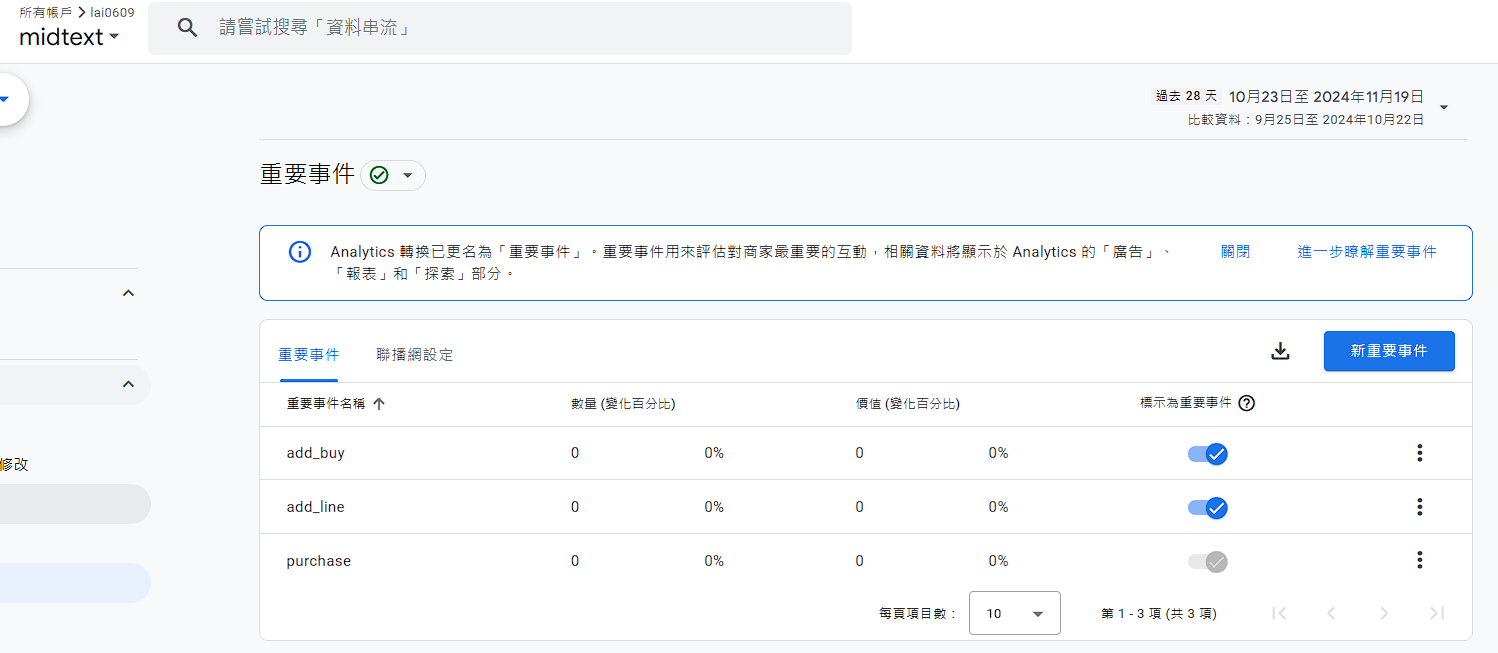 所有帳戶 > lai0609
midtext
請嘗試搜尋「資料串流」
過去 28 天 10月23日至 2024年11月19日
比較資料：9月25日至 2024年10月22日
重要事件
Analytics 轉換已更名為「重要事件」。重要事件用來評估對商家最重要的互動，相關資料將顯示於 Analytics 的「廣告」、
「報表」和「探索」部分。
關閉 進一步瞭解重要事件
重要事件 聯播網設定 新重要事件
重要事件名稱 ↑ 數量 (變化百分比) 價值 (變化百分比) 標示為重要事件
add_buy 0 0% 0 0%
修改
add_line 0 0% 0 0%
purchase 0 0% 0 0%
每頁項目數： 10 第 1 - 3 項 (共 3 項)